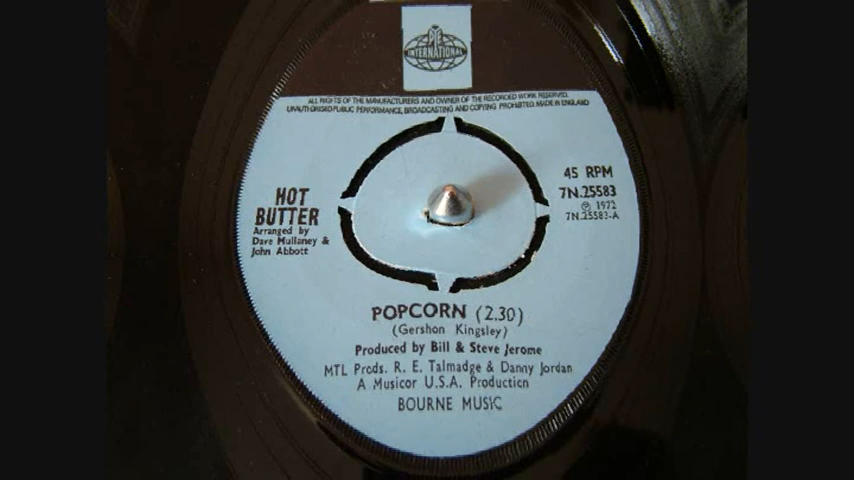 PYE
INTERNATIONAL
ALL RIGHTS OF THE MANUFACTURERS AND OWNER OF THE RECORDED WORK RESERVED.
UNAUTHORISED PUBLIC PERFORMANCE, BROADCASTING AND COPYING PROHIBITED. MADE IN ENGLAND
45 RPM
7N.25583
℗ 1972
7N.25583-A
HOT
BUTTER
Arranged by
Dave Mullaney &
John Abbott
POPCORN (2.30)
(Gershon Kingsley)
Produced by Bill & Steve Jerome
MTL Prods. R. E. Talmadge & Danny Jordan
A Musicor U.S.A. Production
BOURNE MUSIC